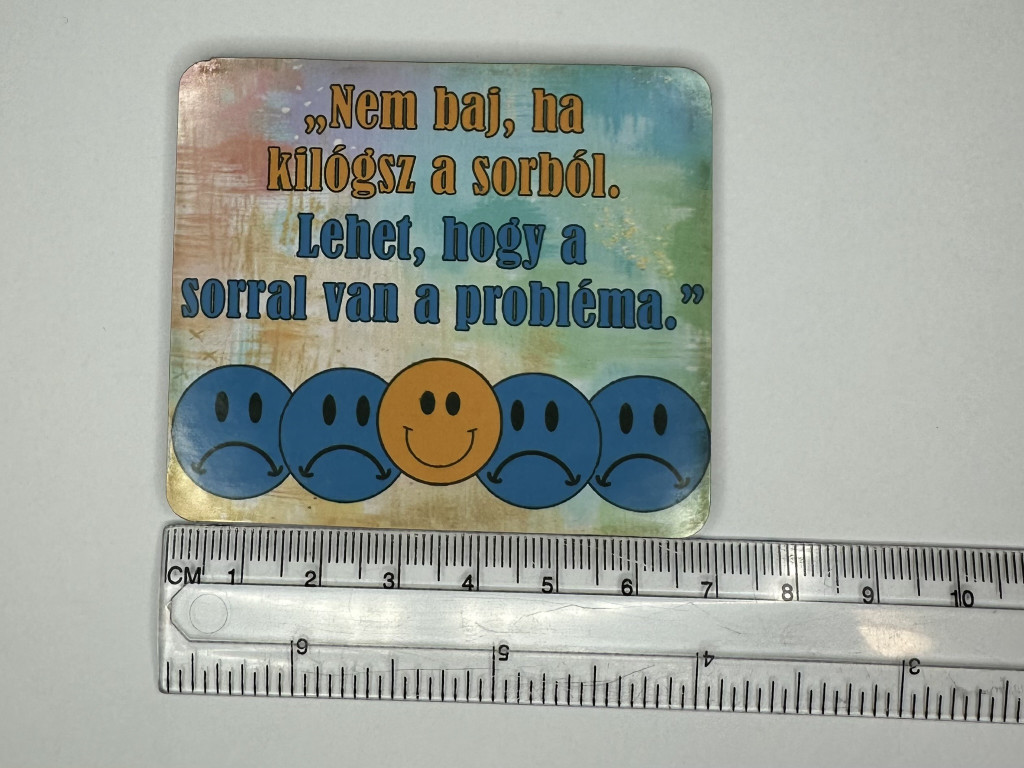 „Nem baj, ha
kilógsz a sorból.
Lehet, hogy a
sorral van a probléma.”
CM 1 2 3 4 5 6 7 8 9 10
6 5 4 3